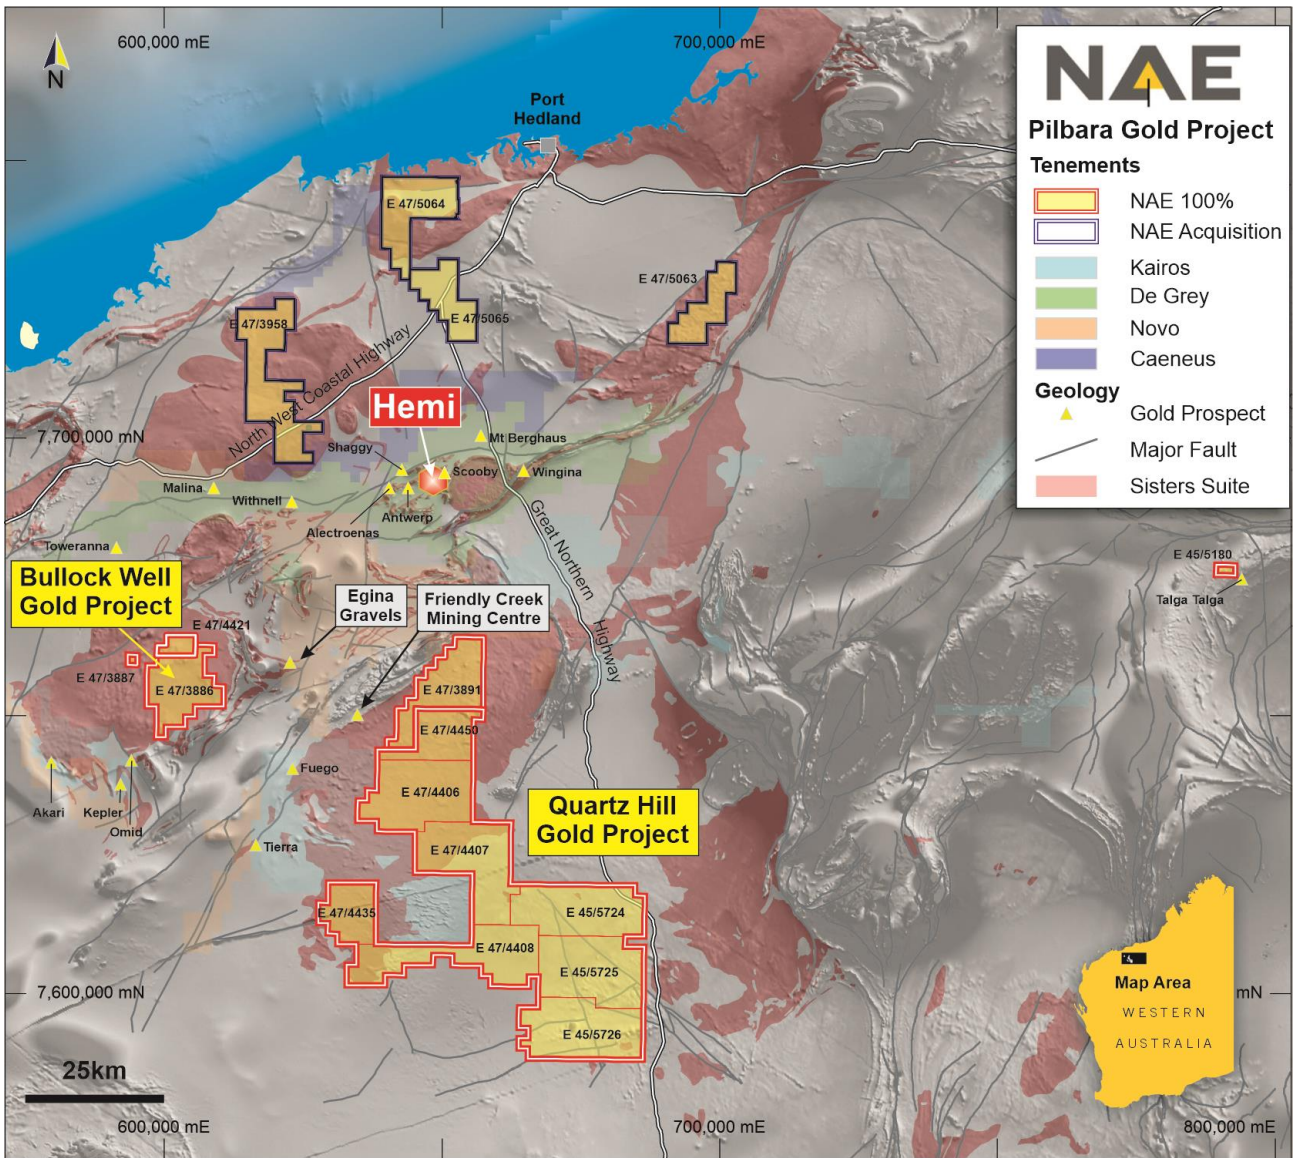 600,000 mE
700,000 mE
N
Port
Hedland
NAE
Pilbara Gold Project
Tenements
NAE 100%
NAE Acquisition
Kairos
De Grey
Novo
Caeneus
Geology
Gold Prospect
Major Fault
Sisters Suite
E 47/5064
E 47/5063
E 47/3958
E 47/5065
North West Coastal Highway
Hemi
7,700,000 mN
Shaggy
Mt Berghaus
Scooby
Wingina
Malina
Withnell
Antwerp
Alectroenas
Great Northern Highway
Toweranna
E 45/5180
Talga Talga
Bullock Well
Gold Project
Egina
Gravels
Friendly Creek
Mining Centre
E 47/4421
E 47/3887
E 47/3886
E 47/3891
E 47/4450
Fuego
E 47/4406
Akari
Kepler
Omid
Quartz Hill
Gold Project
Tierra
E 47/4407
E 47/4435
E 45/5724
E 47/4408
E 45/5725
E 45/5726
7,600,000 mN
mN
Map Area
WESTERN
AUSTRALIA
25km
600,000 mE
700,000 mE
800,000 mE